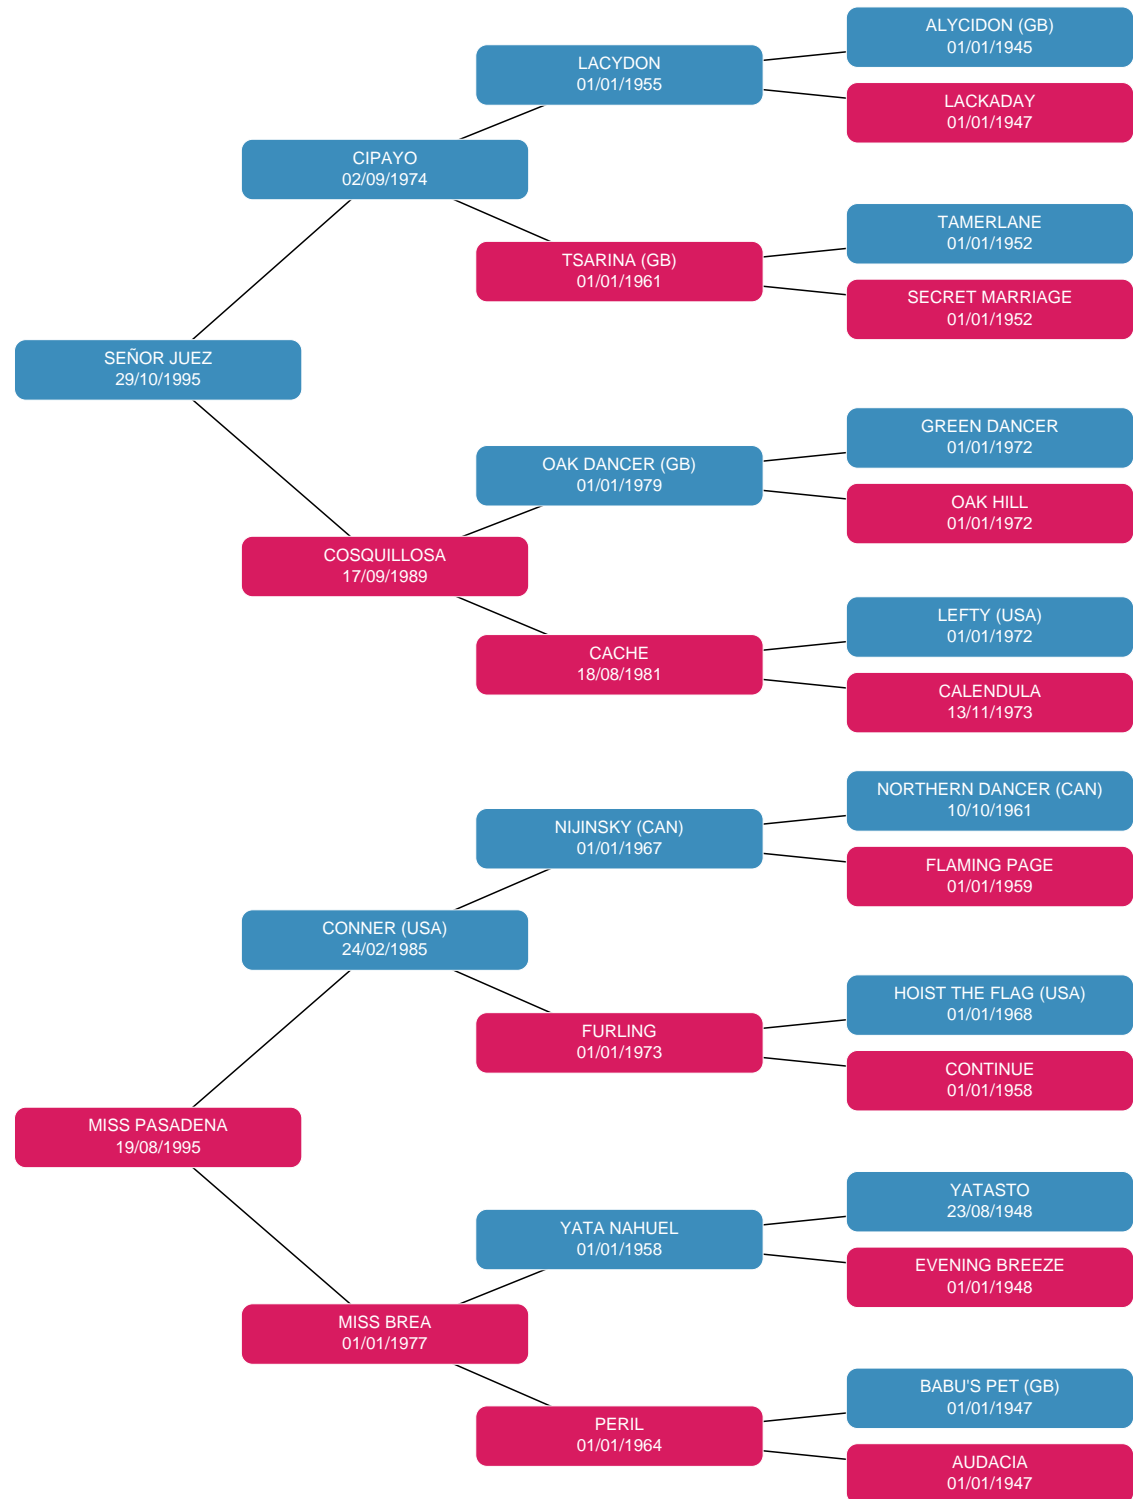 ALYCIDON (GB)
01/01/1945
LACYDON
01/01/1955
LACKADAY
01/01/1947
CIPAYO
02/09/1974
TAMERLANE
01/01/1952
TSARINA (GB)
01/01/1961
SECRET MARRIAGE
01/01/1952
SEÑOR JUEZ
29/10/1995
GREEN DANCER
01/01/1972
OAK DANCER (GB)
01/01/1979
OAK HILL
01/01/1972
COSQUILLOSA
17/09/1989
LEFTY (USA)
01/01/1972
CACHE
18/08/1981
CALENDULA
13/11/1973
NORTHERN DANCER (CAN)
10/10/1961
NIJINSKY (CAN)
01/01/1967
FLAMING PAGE
01/01/1959
CONNER (USA)
24/02/1985
HOIST THE FLAG (USA)
01/01/1968
FURLING
01/01/1973
CONTINUE
01/01/1958
MISS PASADENA
19/08/1995
YATASTO
23/08/1948
YATA NAHUEL
01/01/1958
EVENING BREEZE
01/01/1948
MISS BREA
01/01/1977
BABU'S PET (GB)
01/01/1947
PERIL
01/01/1964
AUDACIA
01/01/1947